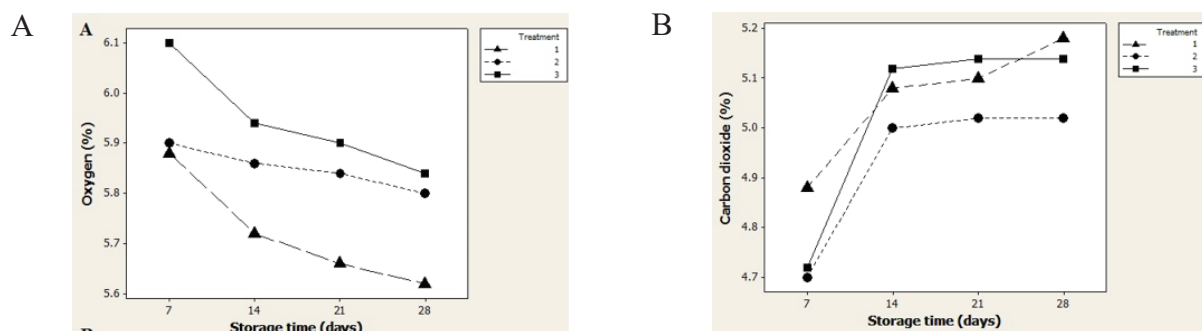 A
A
Oxygen (%)
6.1
6.0
5.9
5.8
5.7
5.6
7 14 21 28
Storage time (days)
Treatment
1
2
3
B
Carbon dioxide (%)
5.2
5.1
5.0
4.9
4.8
4.7
7 14 21 28
Storage time (days)
Treatment
1
2
3